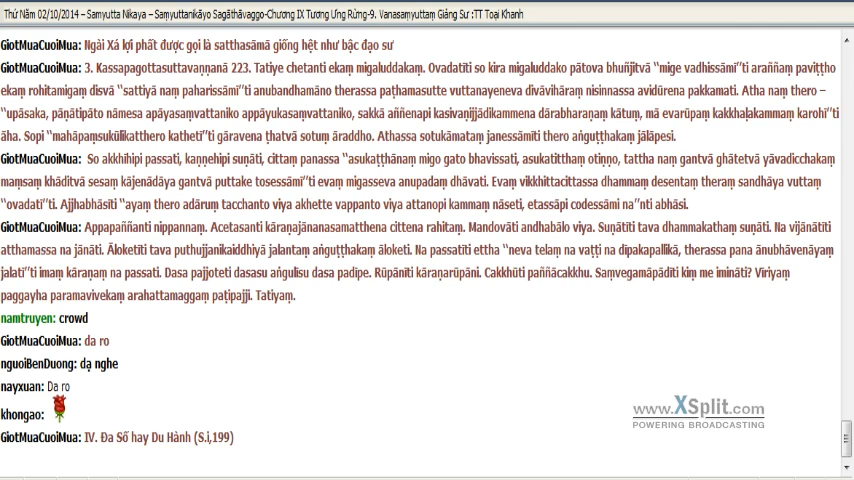 Thứ Năm 02/10/2014 – Saṃyutta Nikaya – Saṃyuttanikāyo Sagāthāvaggo-Chương IX Tương Ưng Rừng-9. Vanasaṃyuttaṃ Giảng Sư :TT Toại Khanh
GiotMuaCuoiMua: Ngài Xá lợi phất được gọi là satthasāmā giống hệt như bậc đạo sư
GiotMuaCuoiMua: 3. Kassapagottasuttavaṇṇanā 223. Tatiye chetanti ekaṃ migaluddakaṃ. Ovadatīti so kira migaluddako pātova bhuñjitvā ‘‘mige vadhissāmī’’ti araññaṃ paviṭṭho
ekaṃ rohitamigaṃ disvā ‘‘sattiyā naṃ paharissāmī’’ti anubandhamāno therassa paṭhamasutte vuttanayeneva divāvihāraṃ nisinnassa avidūrena pakkamati. Atha naṃ thero –
‘‘upāsaka, pāṇātipāto nāmesa apāyasaṃvattaniko appāyukasaṃvattaniko, sakkā aññenapi kasivaṇijjādikammena dārabharaṇaṃ kātuṃ, mā evarūpaṃ kakkhaḷakammaṃ karohī’’ti
āha. Sopi ‘‘mahāpaṃsukūlikatthero kathetī’’ti gāravena ṭhatvā sotuṃ āraddho. Athassa sotukāmataṃ janessāmīti thero aṅguṭṭhakaṃ jālāpesi.
GiotMuaCuoiMua: So akkhīhipi passati, kaṇṇehipi suṇāti, cittaṃ panassa ‘‘asukaṭṭhānaṃ migo gato bhavissati, asukatitthaṃ otiṇṇo, tattha naṃ gantvā ghātetvā yāvadicchakaṃ
maṃsaṃ khāditvā sesaṃ kājenādāya gantvā puttake tosessāmī’’ti evaṃ migasseva anupadaṃ dhāvati. Evaṃ vikkhittacittassa dhammaṃ desentaṃ theraṃ sandhāya vuttaṃ
‘‘ovadatī’’ti. Ajjhabhāsīti ‘‘ayaṃ thero adāruṃ tacchanto viya akhette vappanto viya attanopi kammaṃ nāseti, etassāpi codessāmi na’’nti abhāsi.
GiotMuaCuoiMua: Appapaññanti nippaññaṃ. Acetasanti kāraṇajānanasamatthena cittena rahitaṃ. Mandovāti andhabālo viya. Suṇātīti tava dhammakathaṃ suṇāti. Na vijānātīti
atthamassa na jānāti. Āloketīti tava puthujjanikaiddhiyā jalantaṃ aṅguṭṭhakaṃ āloketi. Na passatīti ettha ‘‘neva telaṃ na vaṭṭi na dīpakapallikā, therassa pana ānubhāvenāyaṃ
jalatī’’ti imaṃ kāraṇaṃ na passati. Dasa pajjoteti dasasu aṅgulīsu dasa padīpe. Rūpānīti kāraṇarūpāni. Cakkhūti paññācakkhu. Saṃvegamāpādīti kiṃ me imināti? Vīriyaṃ
paggayha paramavivekaṃ arahattamaggaṃ paṭipajji. Tatiyaṃ.
namtruyen: crowd
GiotMuaCuoiMua: da ro
nguoiBenDuong: dạ nghe
nayxuan: Da ro
khongao:
GiotMuaCuoiMua: IV. Đa Số hay Du Hành (S.i,199)
www.XSplit.com
POWERING BROADCASTING